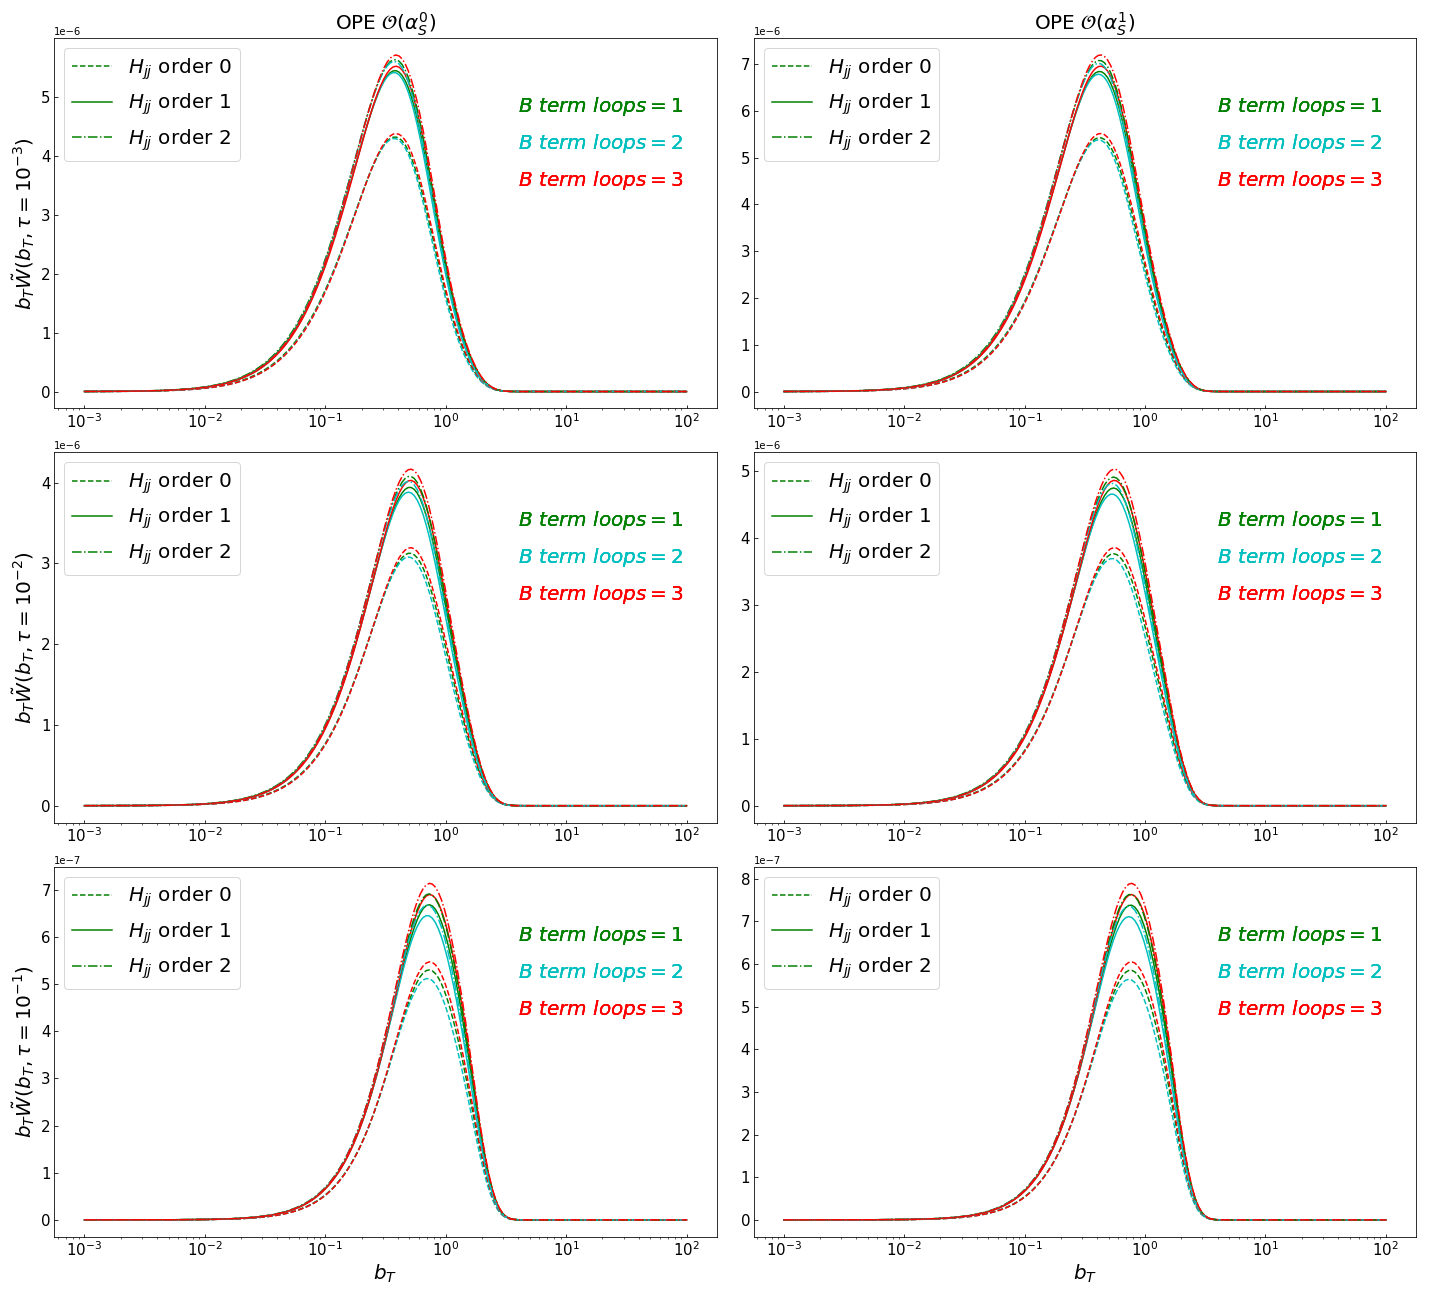 OPE 𝒪(α_S^0)
1e−6
b_T W̃(b_T, τ = 10^−3)
5
4
3
2
1
0
H_jj order 0
H_jj order 1
H_jj order 2
B term loops = 1
B term loops = 2
B term loops = 3
10^−3 10^−2 10^−1 10^0 10^1 10^2
OPE 𝒪(α_S^1)
1e−6
7
6
5
4
3
2
1
0
H_jj order 0
H_jj order 1
H_jj order 2
B term loops = 1
B term loops = 2
B term loops = 3
10^−3 10^−2 10^−1 10^0 10^1 10^2
1e−6
b_T W̃(b_T, τ = 10^−2)
4
3
2
1
0
H_jj order 0
H_jj order 1
H_jj order 2
B term loops = 1
B term loops = 2
B term loops = 3
10^−3 10^−2 10^−1 10^0 10^1 10^2
1e−6
5
4
3
2
1
0
H_jj order 0
H_jj order 1
H_jj order 2
B term loops = 1
B term loops = 2
B term loops = 3
10^−3 10^−2 10^−1 10^0 10^1 10^2
1e−7
b_T W̃(b_T, τ = 10^−1)
7
6
5
4
3
2
1
0
H_jj order 0
H_jj order 1
H_jj order 2
B term loops = 1
B term loops = 2
B term loops = 3
10^−3 10^−2 10^−1 10^0 10^1 10^2
b_T
1e−7
8
7
6
5
4
3
2
1
0
H_jj order 0
H_jj order 1
H_jj order 2
B term loops = 1
B term loops = 2
B term loops = 3
10^−3 10^−2 10^−1 10^0 10^1 10^2
b_T